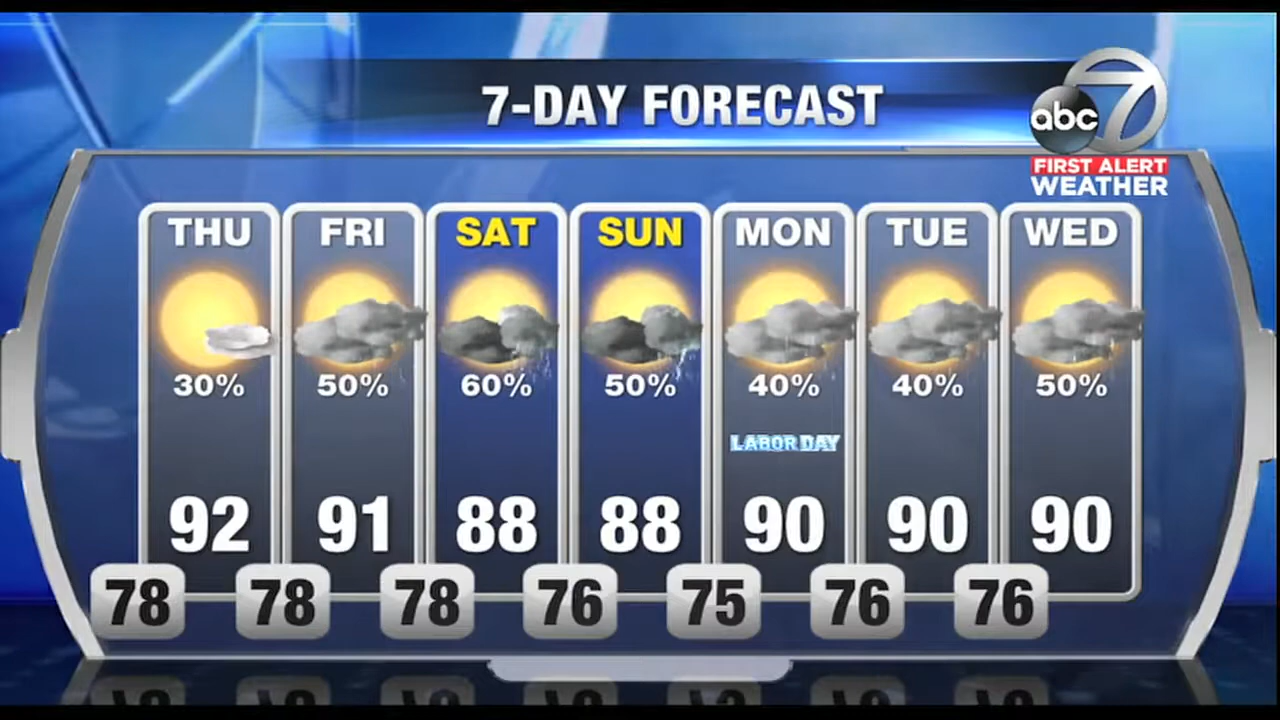 7-DAY FORECAST
abc 7
FIRST ALERT
WEATHER
THU FRI SAT SUN MON TUE WED
30% 50% 60% 50% 40% 40% 50%
LABOR DAY
92 91 88 88 90 90 90
78 78 78 76 75 76 76